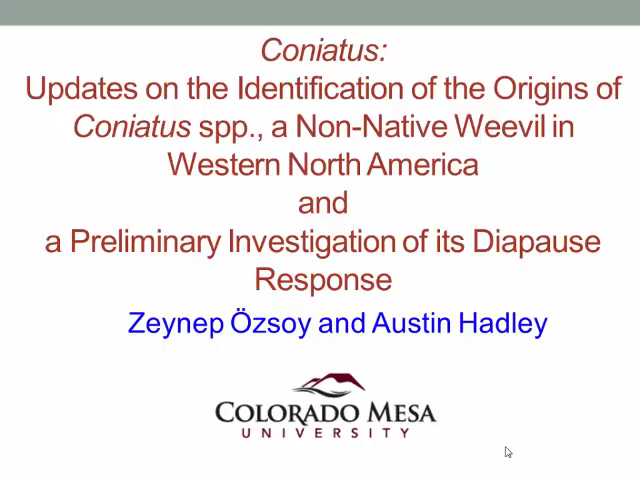 Coniatus:
Updates on the Identification of the Origins of
Coniatus spp., a Non-Native Weevil in
Western North America
and
a Preliminary Investigation of its Diapause
Response
Zeynep Özsoy and Austin Hadley
COLORADO MESA
UNIVERSITY